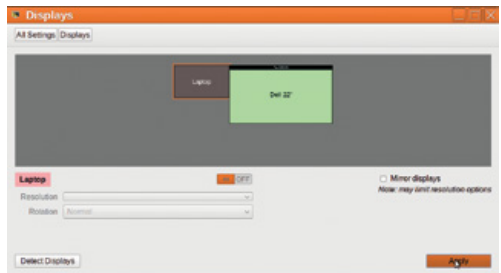 Displays
All Settings Displays
Laptop
Dell 22"
Laptop
OFF
Mirror displays
Note: may limit resolution options
Resolution
Rotation Normal
Detect Displays
Apply